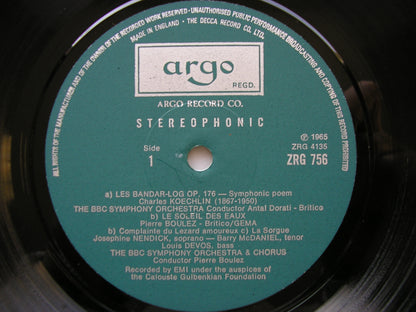 ALL RIGHTS OF THE MANUFACTURER AND OF THE OWNER OF THE RECORDED WORK RESERVED · UNAUTHORISED PUBLIC PERFORMANCE BROADCASTING AND COPYING OF THIS RECORD PROHIBITED
MADE IN ENGLAND · THE DECCA RECORD CO. LTD.
argo
REGD.
ARGO RECORD CO.
STEREOPHONIC
Side
1
℗ 1965
ZRG 4135
ZRG 756
a) LES BANDAR-LOG OP. 176 — Symphonic poem
Charles KOECHLIN (1867-1950)
THE BBC SYMPHONY ORCHESTRA Conductor Antal Dorati - Britico
b) LE SOLEIL DES EAUX
Pierre BOULEZ - Britico/GEMA
b) Complainte du Lezard amoureux c) La Sorgue
Josephine NENDICK, soprano — Barry McDANIEL, tenor
Louis DEVOS, bass
THE BBC SYMPHONY ORCHESTRA & CHORUS
Conductor Pierre Boulez
Recorded by EMI under the auspices of
the Calouste Gulbenkian Foundation